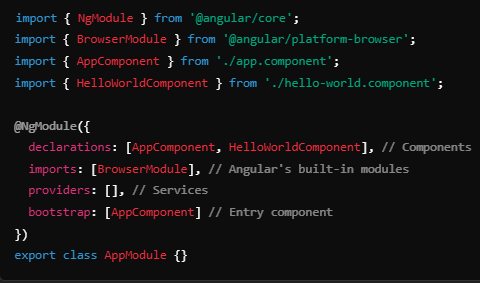 import { NgModule } from '@angular/core';
import { BrowserModule } from '@angular/platform-browser';
import { AppComponent } from './app.component';
import { HelloWorldComponent } from './hello-world.component';

@NgModule({
  declarations: [AppComponent, HelloWorldComponent], // Components
  imports: [BrowserModule], // Angular's built-in modules
  providers: [], // Services
  bootstrap: [AppComponent] // Entry component
})
export class AppModule {}